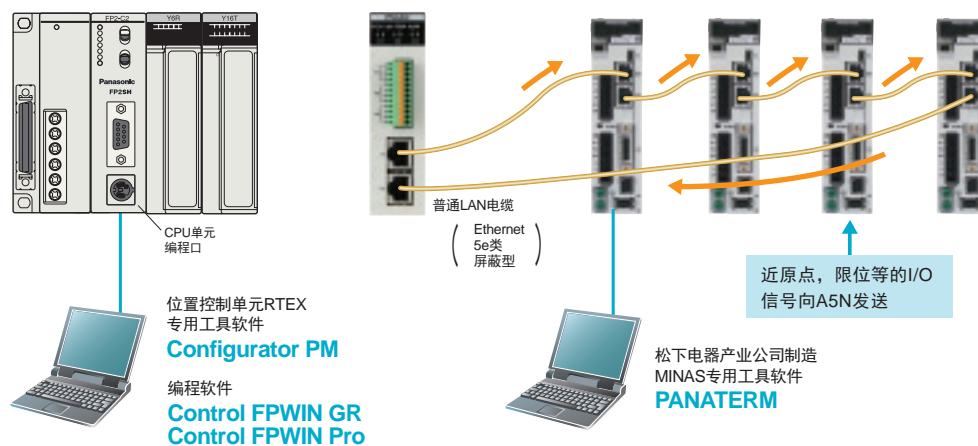 FP2-C2
Y6R
Y16T
Panasonic
FP2SH
CPU单元
编程口
普通LAN电缆
Ethernet
5e类
屏蔽型
近原点，限位等的I/O
信号向A5N发送
位置控制单元RTEX
专用工具软件
Configurator PM
编程软件
Control FPWIN GR
Control FPWIN Pro
松下电器产业公司制造
MINAS专用工具软件
PANATERM